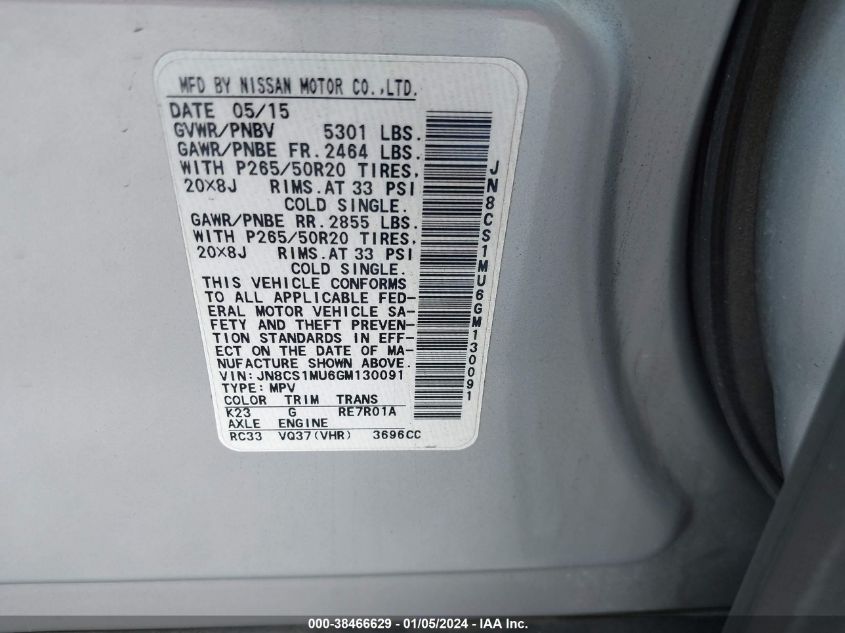 MFD BY NISSAN MOTOR CO.,LTD.
DATE 05/15
GVWR/PNBV 5301 LBS.
GAWR/PNBE FR. 2464 LBS.
WITH P265/50R20 TIRES,
20X8J RIMS.AT 33 PSI
COLD SINGLE.
GAWR/PNBE RR. 2855 LBS.
WITH P265/50R20 TIRES,
20X8J RIMS.AT 33 PSI
COLD SINGLE.
THIS VEHICLE CONFORMS
TO ALL APPLICABLE FED-
ERAL MOTOR VEHICLE SA-
FETY AND THEFT PREVEN-
TION STANDARDS IN EFF-
ECT ON THE DATE OF MA-
NUFACTURE SHOWN ABOVE.
VIN: JN8CS1MU6GM130091
TYPE: MPV
COLOR TRIM TRANS
K23 G RE7R01A
AXLE ENGINE
RC33 VQ37(VHR) 3696CC
JN8CS1MU6GM130091
000-38466629 - 01/05/2024 - IAA Inc.